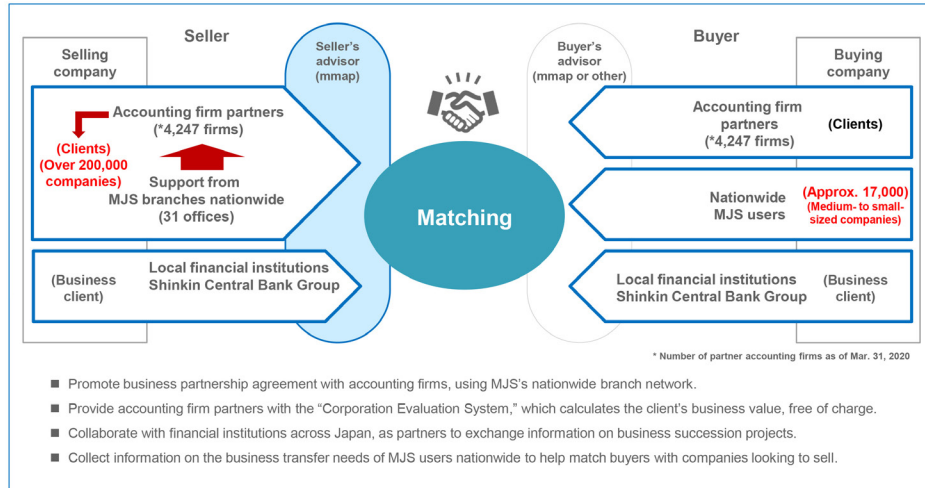 Seller
Buyer
Selling
company
Seller's
advisor
(mmap)
Buyer's
advisor
(mmap or other)
Buying
company
Accounting firm partners
(*4,247 firms)
(Clients)
(Over 200,000
companies)
Support from
MJS branches nationwide
(31 offices)
(Business
client)
Local financial institutions
Shinkin Central Bank Group
Matching
Accounting firm
partners
(*4,247 firms)
(Clients)
Nationwide
MJS users
(Approx. 17,000)
(Medium- to small-
sized companies)
Local financial institutions
Shinkin Central Bank Group
(Business
client)
* Number of partner accounting firms as of Mar. 31, 2020
■ Promote business partnership agreement with accounting firms, using MJS's nationwide branch network.
■ Provide accounting firm partners with the “Corporation Evaluation System,” which calculates the client's business value, free of charge.
■ Collaborate with financial institutions across Japan, as partners to exchange information on business succession projects.
■ Collect information on the business transfer needs of MJS users nationwide to help match buyers with companies looking to sell.